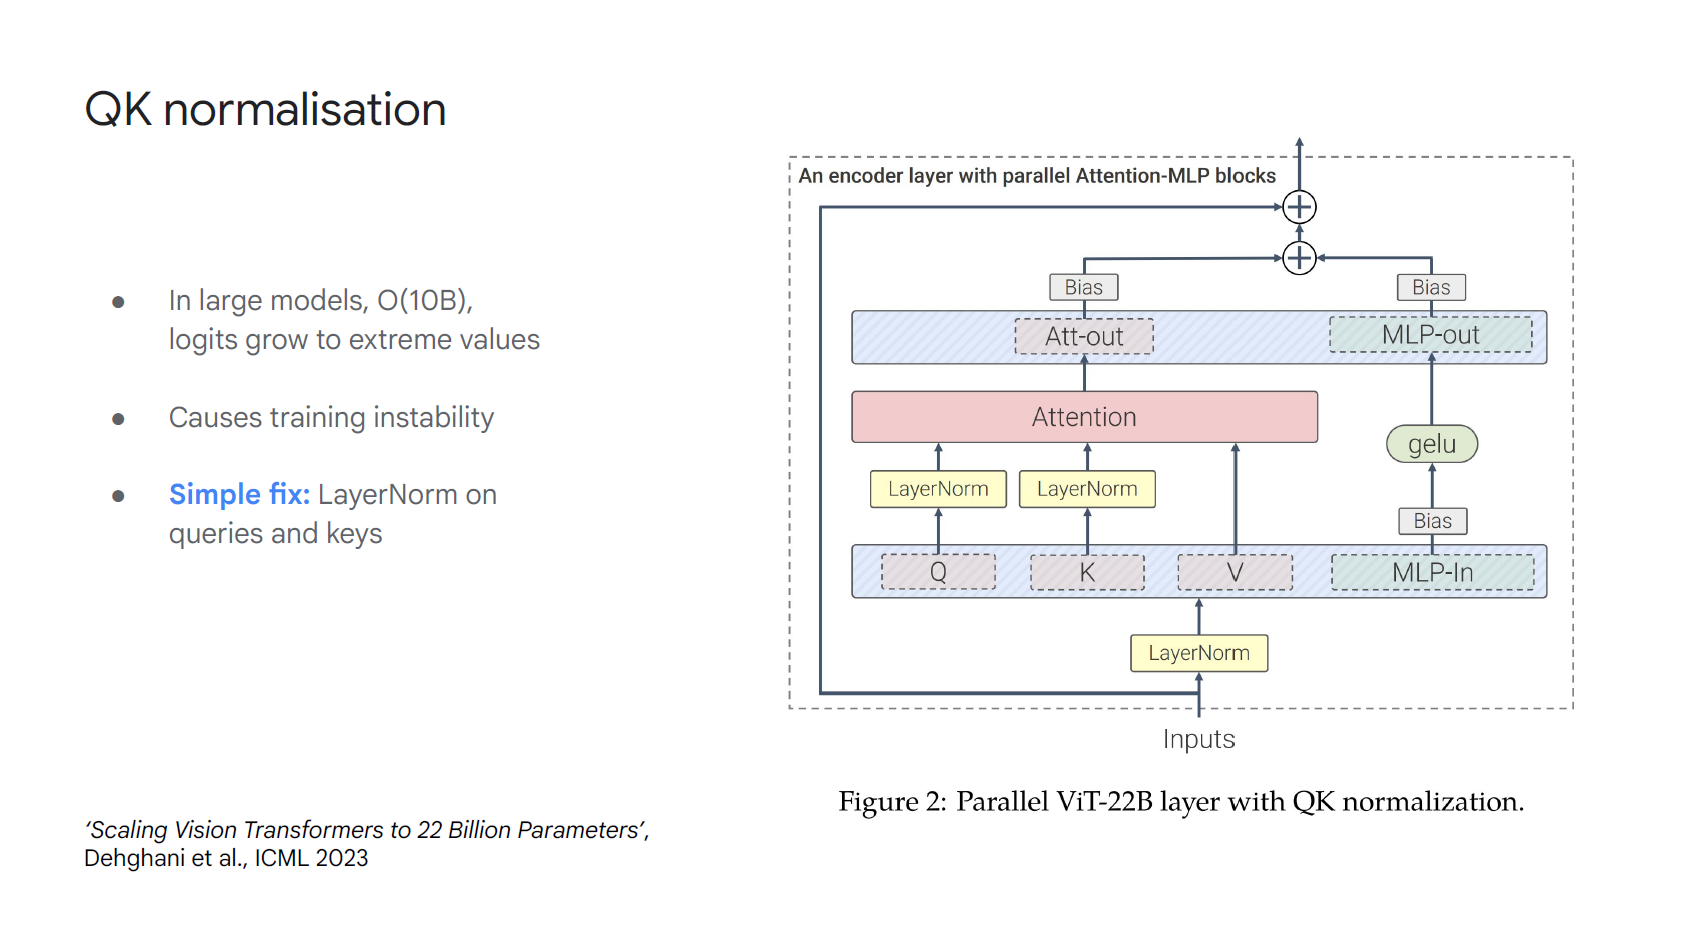 QK normalisation
● In large models, O(10B),
logits grow to extreme values
● Causes training instability
● Simple fix: LayerNorm on
queries and keys
‘Scaling Vision Transformers to 22 Billion Parameters’,
Dehghani et al., ICML 2023
An encoder layer with parallel Attention-MLP blocks
Bias Bias
Att-out MLP-out
Attention
gelu
LayerNorm LayerNorm
Bias
Q K V MLP-In
LayerNorm
Inputs
Figure 2: Parallel ViT-22B layer with QK normalization.